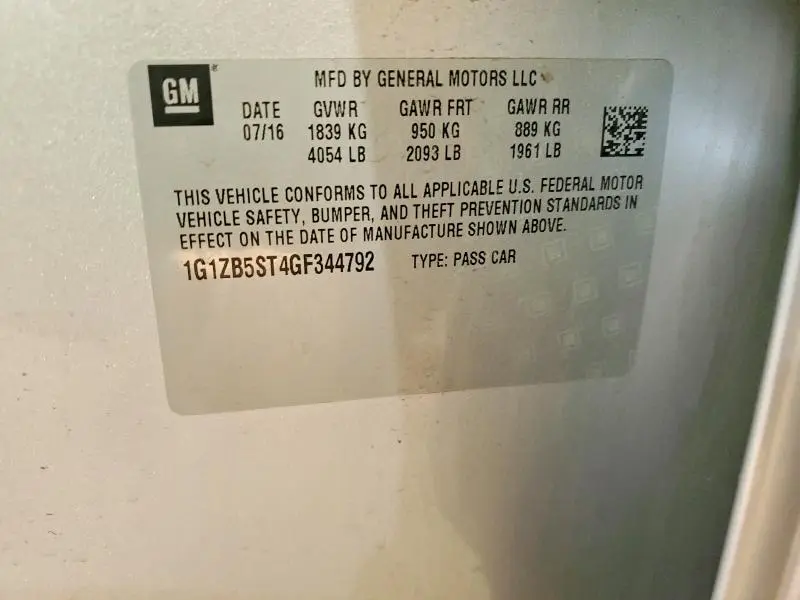 GM
MFD BY GENERAL MOTORS LLC
DATE GVWR GAWR FRT GAWR RR
07/16 1839 KG 950 KG 889 KG
4054 LB 2093 LB 1961 LB
THIS VEHICLE CONFORMS TO ALL APPLICABLE U.S. FEDERAL MOTOR
VEHICLE SAFETY, BUMPER, AND THEFT PREVENTION STANDARDS IN
EFFECT ON THE DATE OF MANUFACTURE SHOWN ABOVE.
1G1ZB5ST4GF344792 TYPE: PASS CAR